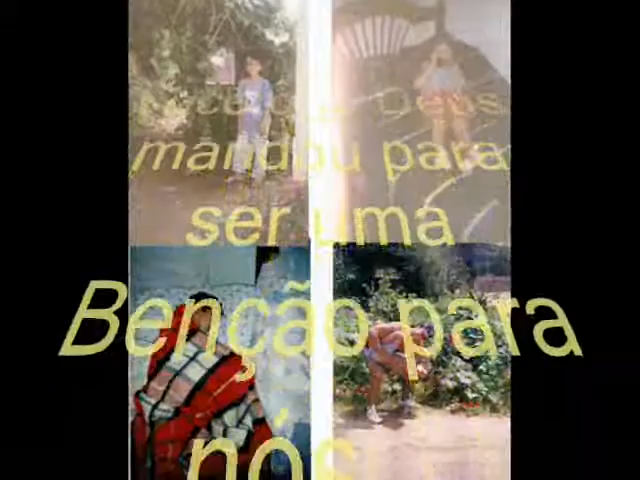 Deus
mandou para
ser uma
Benção para
nós